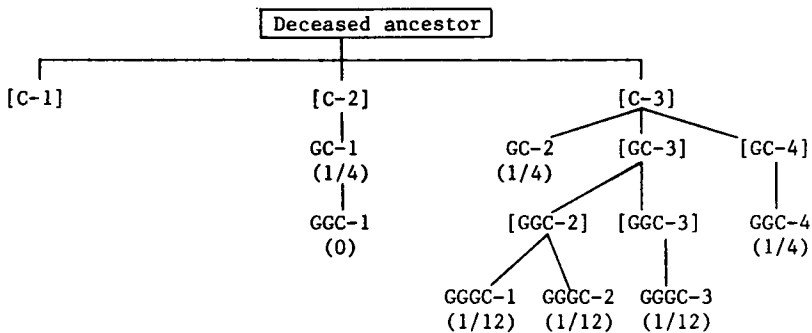 Deceased ancestor
[C-1] [C-2] [C-3]
GC-1 GC-2 [GC-3] [GC-4]
(1/4) (1/4)
GGC-1 [GGC-2] [GGC-3] GGC-4
(0) (1/4)
GGGC-1 GGGC-2 GGGC-3
(1/12) (1/12) (1/12)